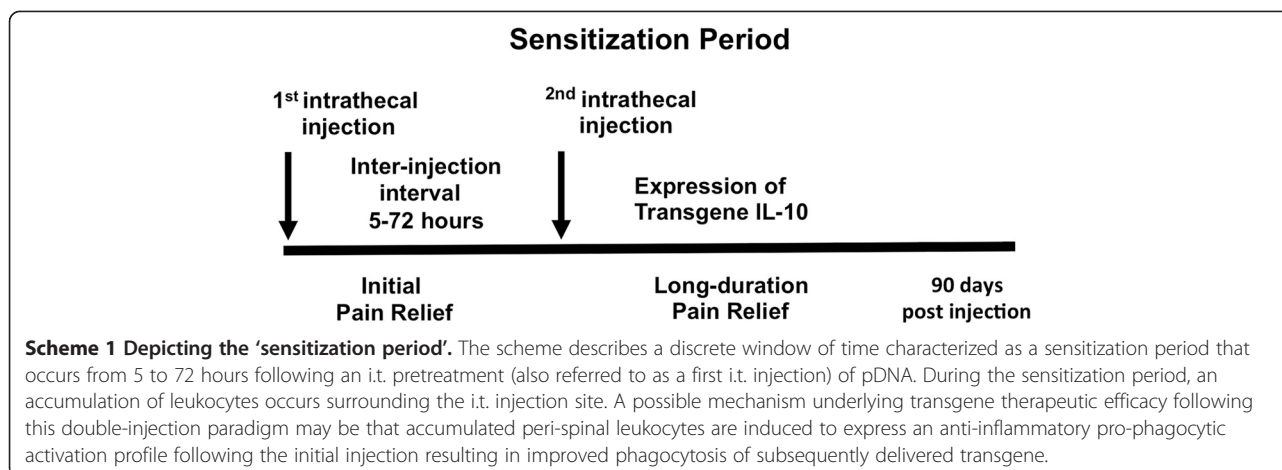 Sensitization Period
1st intrathecal
injection
2nd intrathecal
injection
Inter-injection
interval
5-72 hours
Expression of
Transgene IL-10
Initial
Pain Relief
Long-duration
Pain Relief
90 days
post injection
Scheme 1 Depicting the ‘sensitization period’. The scheme describes a discrete window of time characterized as a sensitization period that
occurs from 5 to 72 hours following an i.t. pretreatment (also referred to as a first i.t. injection) of pDNA. During the sensitization period, an
accumulation of leukocytes occurs surrounding the i.t. injection site. A possible mechanism underlying transgene therapeutic efficacy following
this double-injection paradigm may be that accumulated peri-spinal leukocytes are induced to express an anti-inflammatory pro-phagocytic
activation profile following the initial injection resulting in improved phagocytosis of subsequently delivered transgene.